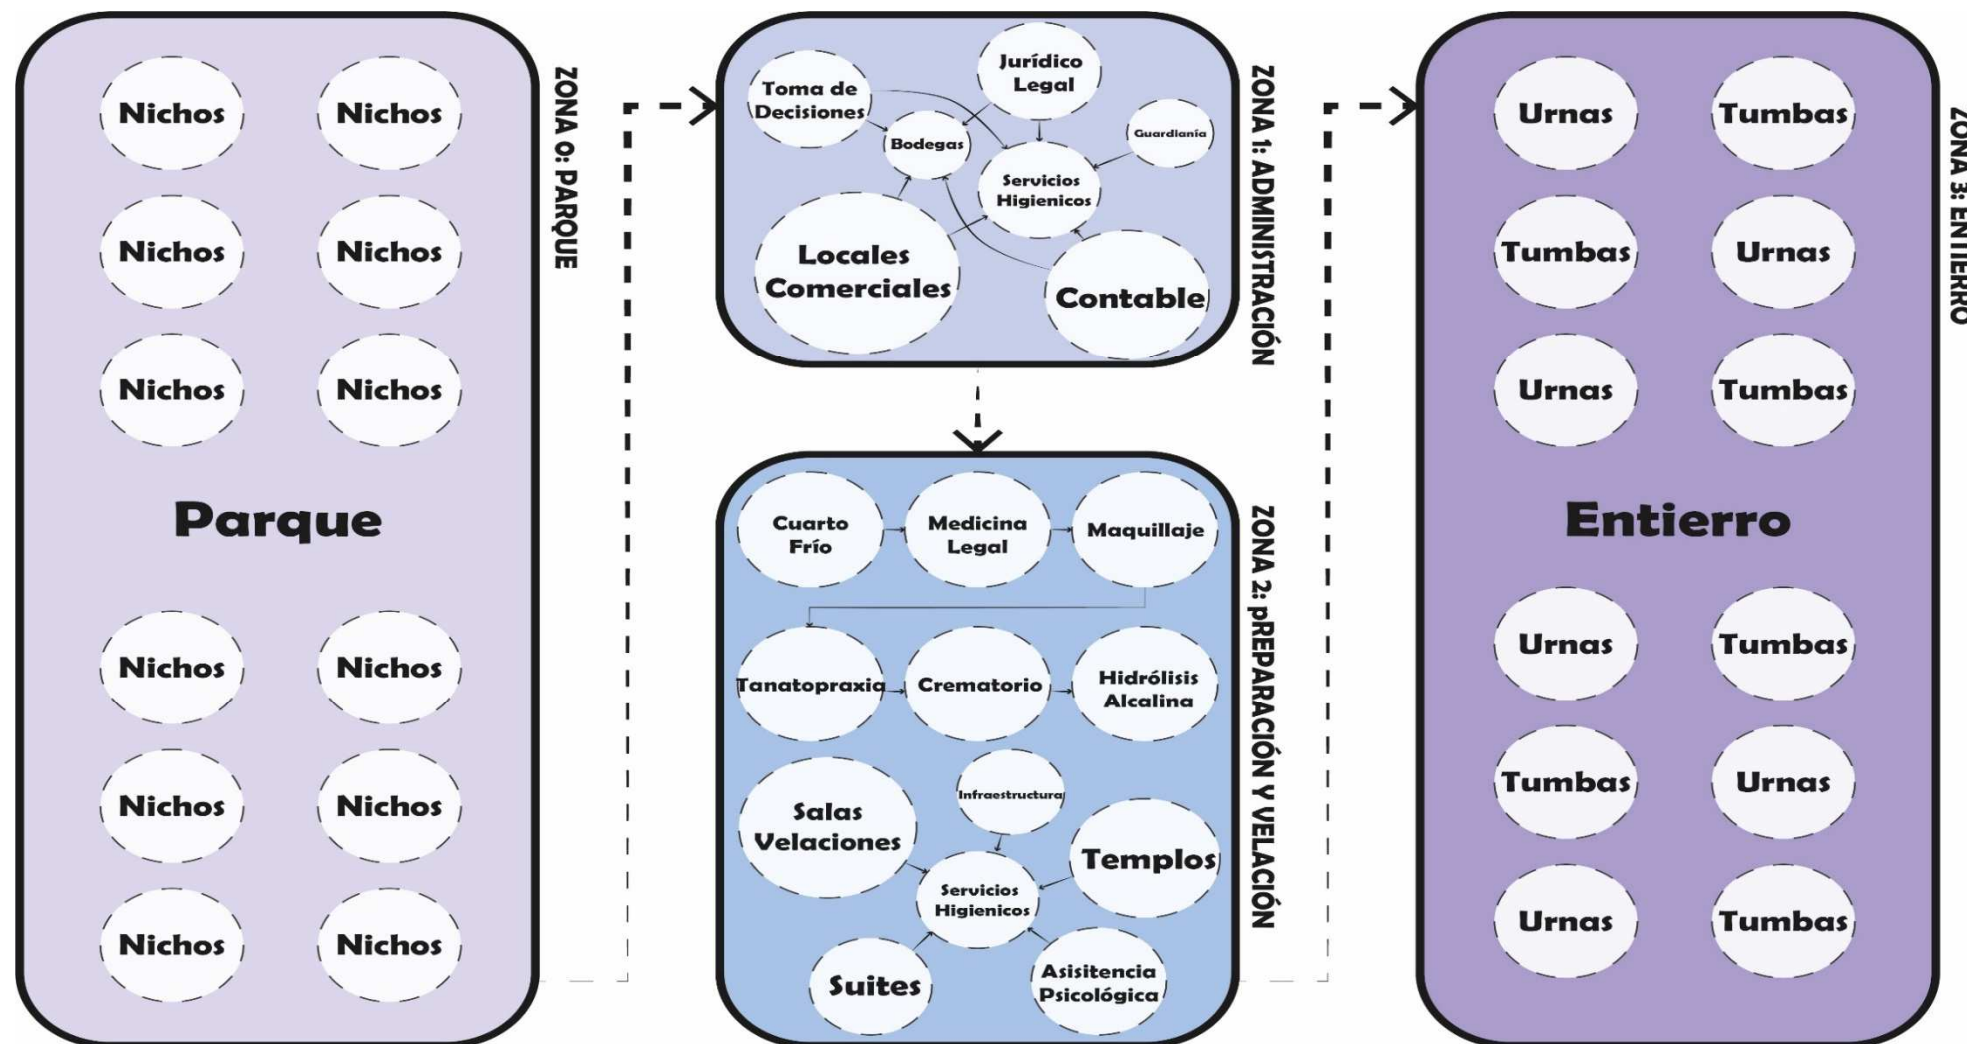 Nichos
Nichos
Nichos
Nichos
Nichos
Nichos
Parque
Nichos
Nichos
Nichos
Nichos
Nichos
Nichos
ZONA 0: PARQUE
Toma de
Decisiones
Jurídico
Legal
Bodegas
Guardianía
Servicios
Higienicos
Locales
Comerciales
Contable
ZONA 1: ADMINISTRACIÓN
Cuarto
Frío
Medicina
Legal
Maquillaje
Tanatopraxia
Crematorio
Hidrólisis
Alcalina
Salas
Velaciones
Infraestructura
Templos
Servicios
Higienicos
Suites
Asisitencia
Psicológica
ZONA 2: pREPARACIÓN Y VELACIÓN
Urnas
Tumbas
Tumbas
Urnas
Urnas
Tumbas
Entierro
Urnas
Tumbas
Tumbas
Urnas
Urnas
Tumbas
ZONA 3: ENTIERRO